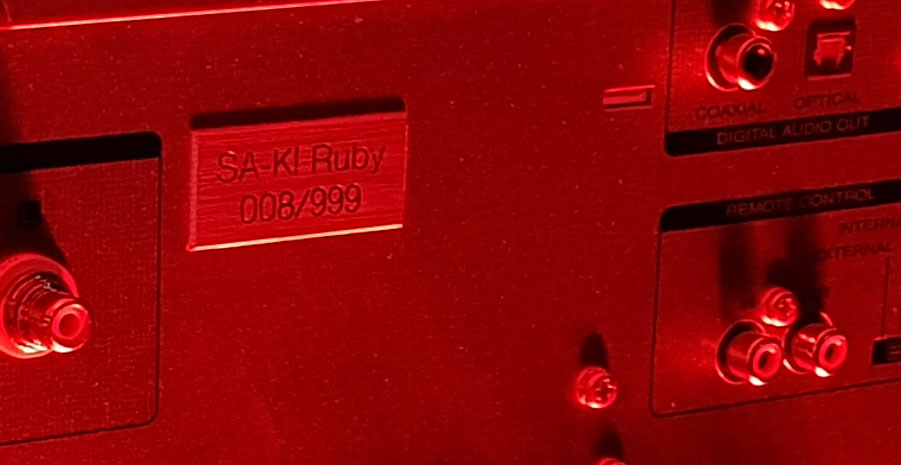 SA-KI-Ruby
008/999
COAXIAL OPTICAL
DIGITAL AUDIO OUT
REMOTE CONTROL
EXTERNAL